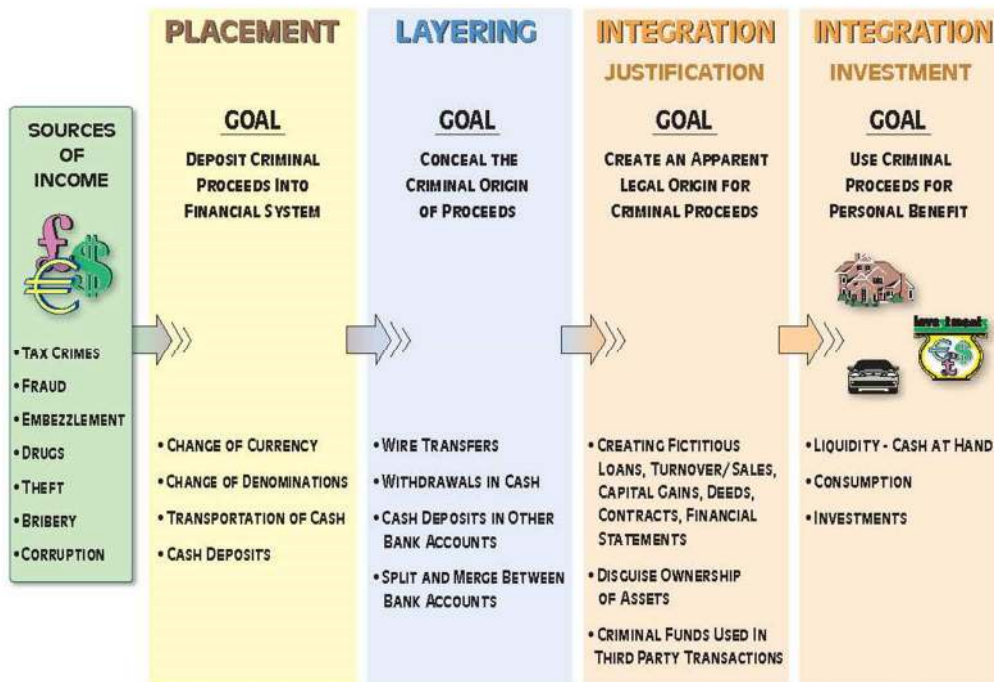 SOURCES
OF
INCOME
£
$
€
• TAX CRIMES
• FRAUD
• EMBEZZLEMENT
• DRUGS
• THEFT
• BRIBERY
• CORRUPTION
PLACEMENT
GOAL
DEPOSIT CRIMINAL
PROCEEDS INTO
FINANCIAL SYSTEM
• CHANGE OF CURRENCY
• CHANGE OF DENOMINATIONS
• TRANSPORTATION OF CASH
• CASH DEPOSITS
LAYERING
GOAL
CONCEAL THE
CRIMINAL ORIGIN
OF PROCEEDS
• WIRE TRANSFERS
• WITHDRAWALS IN CASH
• CASH DEPOSITS IN OTHER
BANK ACCOUNTS
• SPLIT AND MERGE BETWEEN
BANK ACCOUNTS
INTEGRATION
JUSTIFICATION
GOAL
CREATE AN APPARENT
LEGAL ORIGIN FOR
CRIMINAL PROCEEDS
• CREATING FICTITIOUS
LOANS, TURNOVER/SALES,
CAPITAL GAINS, DEEDS,
CONTRACTS, FINANCIAL
STATEMENTS
• DISGUISE OWNERSHIP
OF ASSETS
• CRIMINAL FUNDS USED IN
THIRD PARTY TRANSACTIONS
INTEGRATION
INVESTMENT
GOAL
USE CRIMINAL
PROCEEDS FOR
PERSONAL BENEFIT
Investments
€ $
£
• LIQUIDITY - CASH AT HAND
• CONSUMPTION
• INVESTMENTS